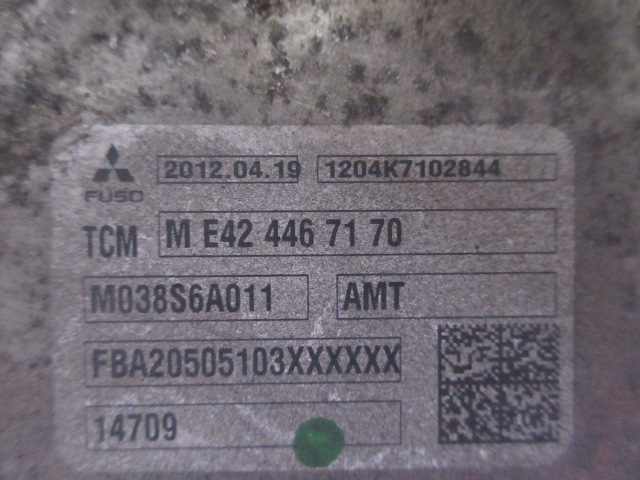 2012.04.19 1204K7102844
FUSO
TCM M E42 446 71 70
M038S6A011 AMT
FBA20505103XXXXXX
14709